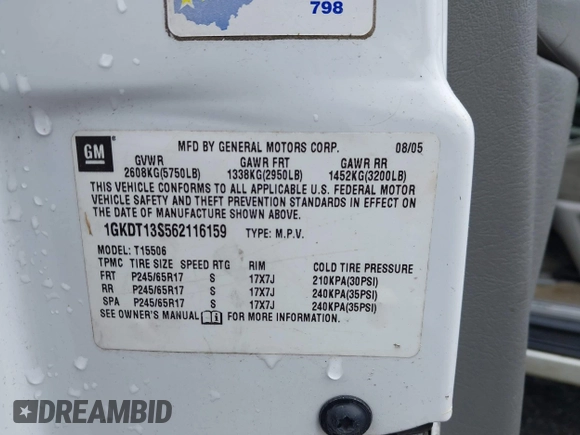 798
GM
MFD BY GENERAL MOTORS CORP. 08/05
GVWR GAWR FRT GAWR RR
2608KG(5750LB) 1338KG(2950LB) 1452KG(3200LB)
THIS VEHICLE CONFORMS TO ALL APPLICABLE U.S. FEDERAL MOTOR
VEHICLE SAFETY AND THEFT PREVENTION STANDARDS IN EFFECT ON
THE DATE OF MANUFACTURE SHOWN ABOVE.
1GKDT13S562116159 TYPE: M.P.V.
MODEL: T15506
TPMC TIRE SIZE SPEED RTG RIM COLD TIRE PRESSURE
FRT P245/65R17 S 17X7J 210KPA(30PSI)
RR P245/65R17 S 17X7J 240KPA(35PSI)
SPA P245/65R17 S 17X7J 240KPA(35PSI)
SEE OWNER'S MANUAL FOR MORE INFORMATION.
DREAMBID